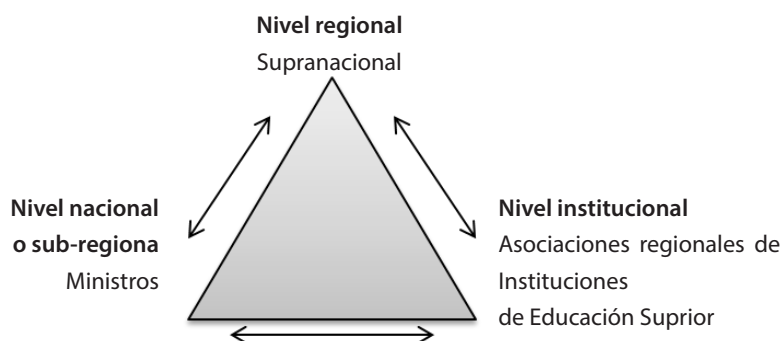 Nivel regional
Supranacional
Nivel nacional
o sub-regiona
Ministros
Nivel institucional
Asociaciones regionales de
Instituciones
de Educación Suprior